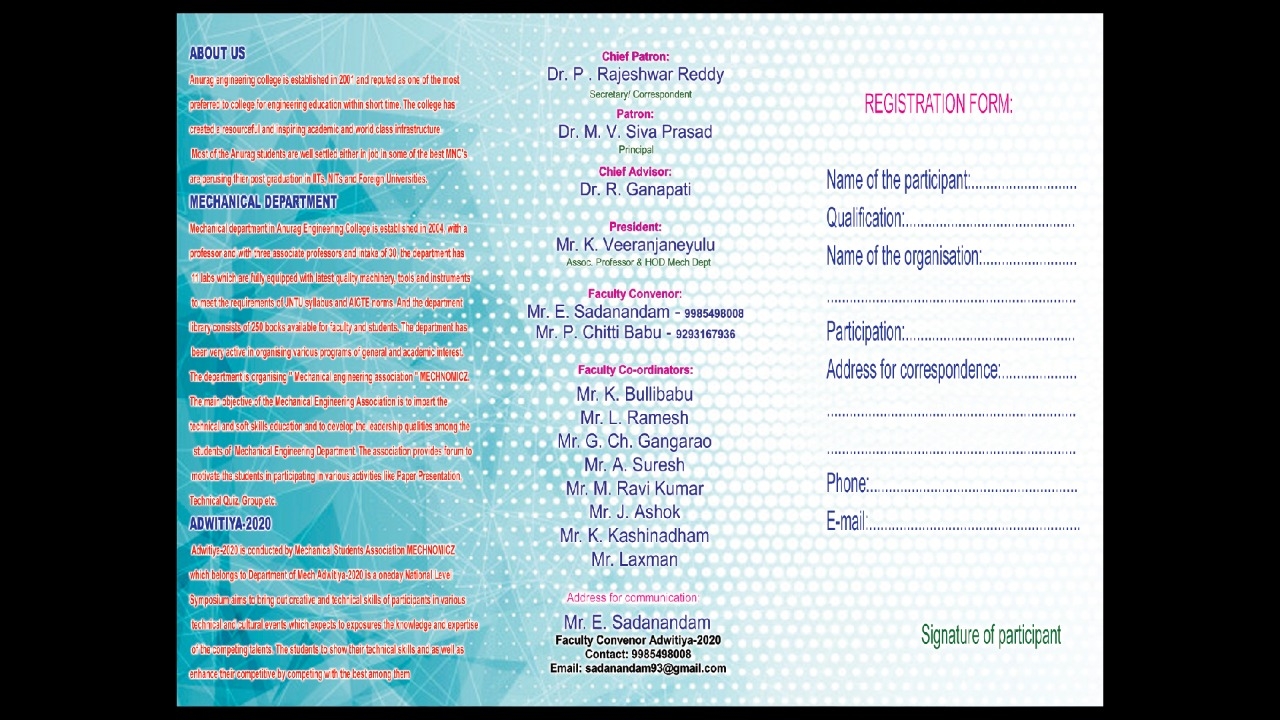 ABOUT US
Anurag engineering college is established in 2001 and reputed as one of the most
preferred to college for engineering education within short time. The college has
created a resourceful and inspiring academic and world class infrastructure
Most of the Anurag students are well settled either in job in some of the best MNC's
are perusing thier post graduation in IITs, NITs and Foreign Universities.
MECHANICAL DEPARTMENT
Mechanical department in Anurag Engineering College is established in 2004, with a
professor and with three associate professors and intake of 30, the department has
11 labs which are fully equipped with latest quality machinery, tools and instruments
to meet the requirements of JNTU syllabus and AICTE norms. And the department
library consists of 250 books available for faculty and students. The department has
been very active in organising various programs of general and academic interest.
The department is organising " Mechanical engineering association " MECHNOMICZ.
The main objective of the Mechanical Engineering Association is to impart the
technical and soft skills education and to develop the leadership qualities among the
students of Mechanical Engineering Department. The association provides forum to
motivate the students in participating in various activities like Paper Presentation,
Technical Quiz, Group etc.
ADWITIYA-2020
Adwitiya-2020 is conducted by Mechanical Students Association MECHNOMICZ
which belongs to Department of Mech Adwitiya-2020 is a oneday National Level
Symposium aims to bring out creative and technical skills of participants in various
technical and cultural events which expects to exposures the knowledge and expertise
of the competing talents. The students to show their technical skills and as well as
enhance their competitive by competing with the best among them
Chief Patron:
Dr. P . Rajeshwar Reddy
Secretary/ Correspondent
Patron:
Dr. M. V. Siva Prasad
Principal
Chief Advisor:
Dr. R. Ganapati
President:
Mr. K. Veeranjaneyulu
Assoc. Professor & HOD Mech Dept
Faculty Convenor:
Mr. E. Sadanandam - 9985498008
Mr. P. Chitti Babu - 9293167936
Faculty Co-ordinators:
Mr. K. Bullibabu
Mr. L. Ramesh
Mr. G. Ch. Gangarao
Mr. A. Suresh
Mr. M. Ravi Kumar
Mr. J. Ashok
Mr. K. Kashinadham
Mr. Laxman
Address for communication:
Mr. E. Sadanandam
Faculty Convenor Adwitiya-2020
Contact: 9985498008
Email: sadanandam93@gmail.com
REGISTRATION FORM:
Name of the participant:............................
Qualification:.............................................
Name of the organisation:.........................
..................................................................
Participation:.............................................
Address for correspondence:....................
..................................................................
..................................................................
Phone:.......................................................
E-mail:........................................................
Signature of participant